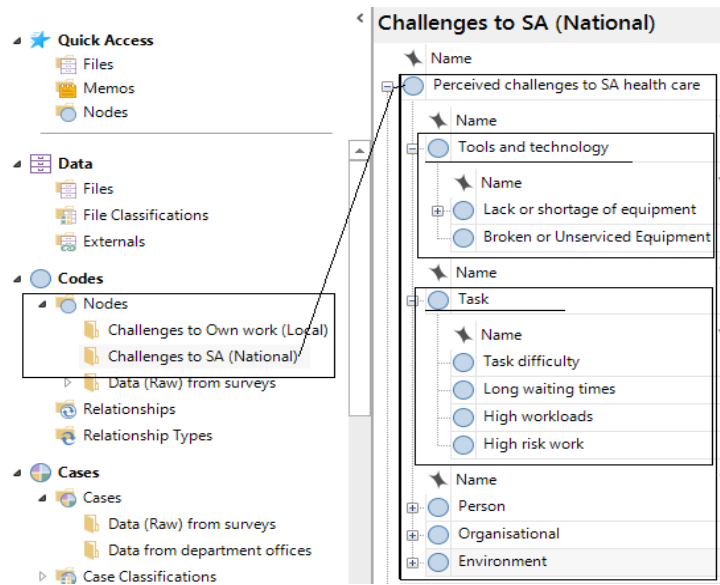 Quick Access
Files
Memos
Nodes
Data
Files
File Classifications
Externals
Codes
Nodes
Challenges to Own work (Local)
Challenges to SA (National)
Data (Raw) from surveys
Relationships
Relationship Types
Cases
Cases
Data (Raw) from surveys
Data from department offices
Case Classifications
Challenges to SA (National)
Name
Perceived challenges to SA health care
Name
Tools and technology
Name
Lack or shortage of equipment
Broken or Unserviced Equipment
Name
Task
Name
Task difficulty
Long waiting times
High workloads
High risk work
Name
Person
Organisational
Environment